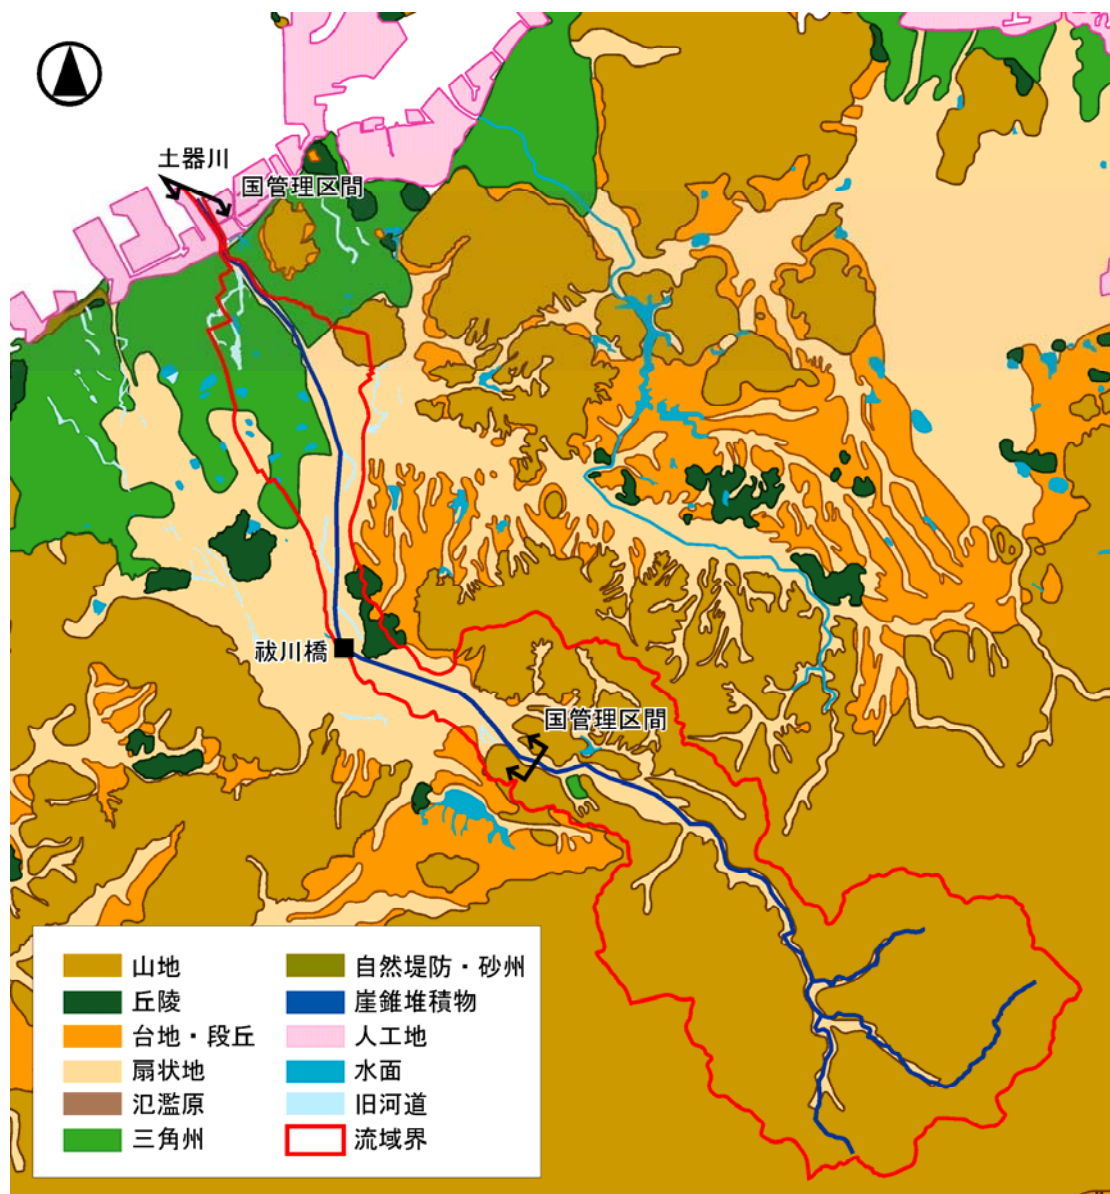 土器川
国管理区間
祓川橋
国管理区間
山地
丘陵
台地・段丘
扇状地
氾濫原
三角州
自然堤防・砂州
崖錐堆積物
人工地
水面
旧河道
流域界